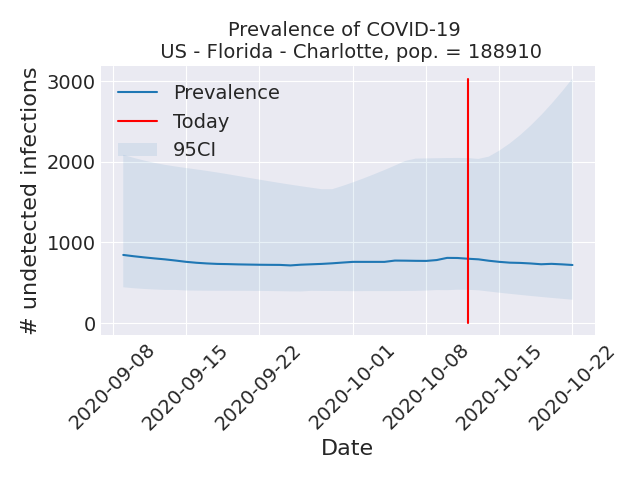 Prevalence of COVID-19
US - Florida - Charlotte, pop. = 188910
# undetected infections
3000
2000
1000
0
Prevalence
Today
95CI
2020-09-08
2020-09-15
2020-09-22
2020-10-01
2020-10-08
2020-10-15
2020-10-22
Date